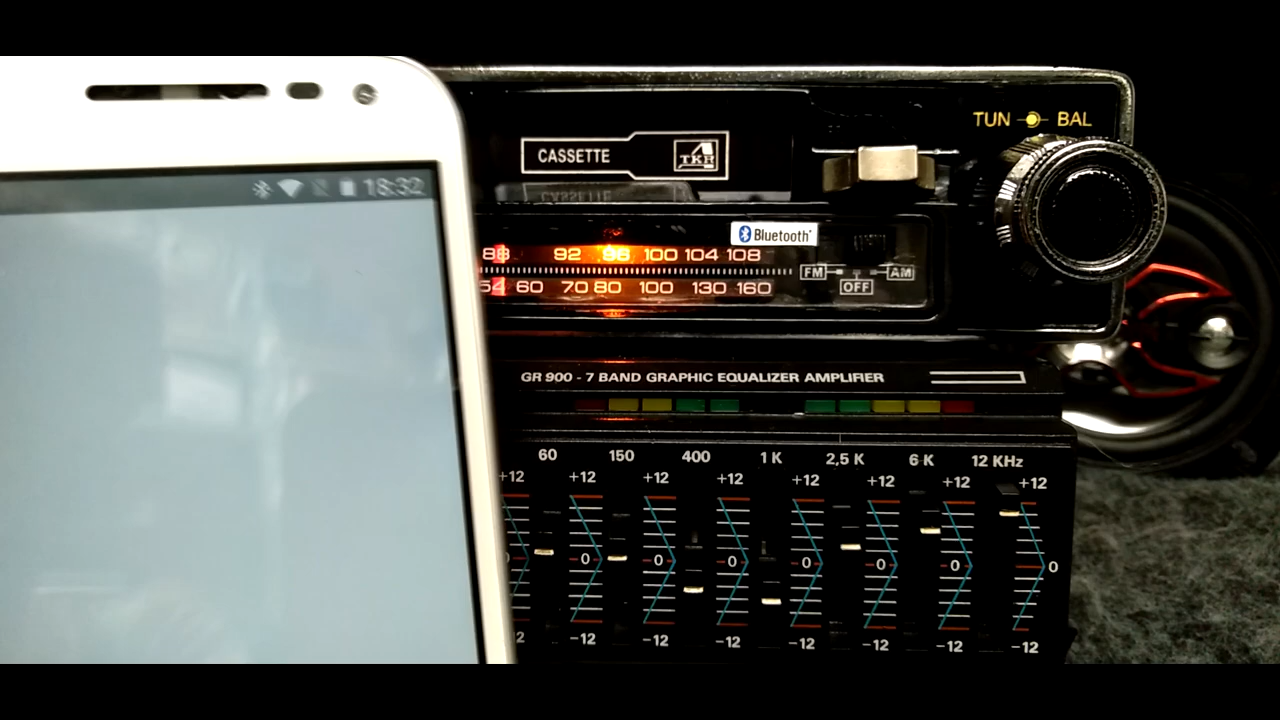 18:32
TUN BAL
CASSETTE TKR
CASSETTE
Bluetooth
88 92 96 100 104 108
FM OFF AM
54 60 70 80 100 130 160
GR 900 - 7 BAND GRAPHIC EQUALIZER AMPLIFIER
60 150 400 1 K 2,5 K 6 K 12 KHz
+12 +12 +12 +12 +12 +12 +12 +12
0 0 0 0 0 0 0 0
-12 -12 -12 -12 -12 -12 -12